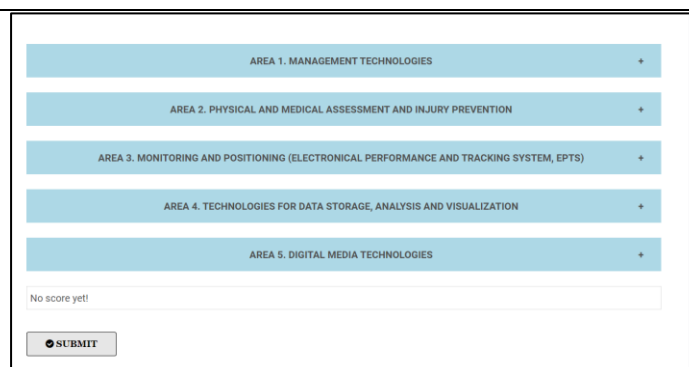 AREA 1. MANAGEMENT TECHNOLOGIES +
AREA 2. PHYSICAL AND MEDICAL ASSESSMENT AND INJURY PREVENTION +
AREA 3. MONITORING AND POSITIONING (ELECTRONICAL PERFORMANCE AND TRACKING SYSTEM, EPTS) +
AREA 4. TECHNOLOGIES FOR DATA STORAGE, ANALYSIS AND VISUALIZATION +
AREA 5. DIGITAL MEDIA TECHNOLOGIES +
No score yet!
SUBMIT